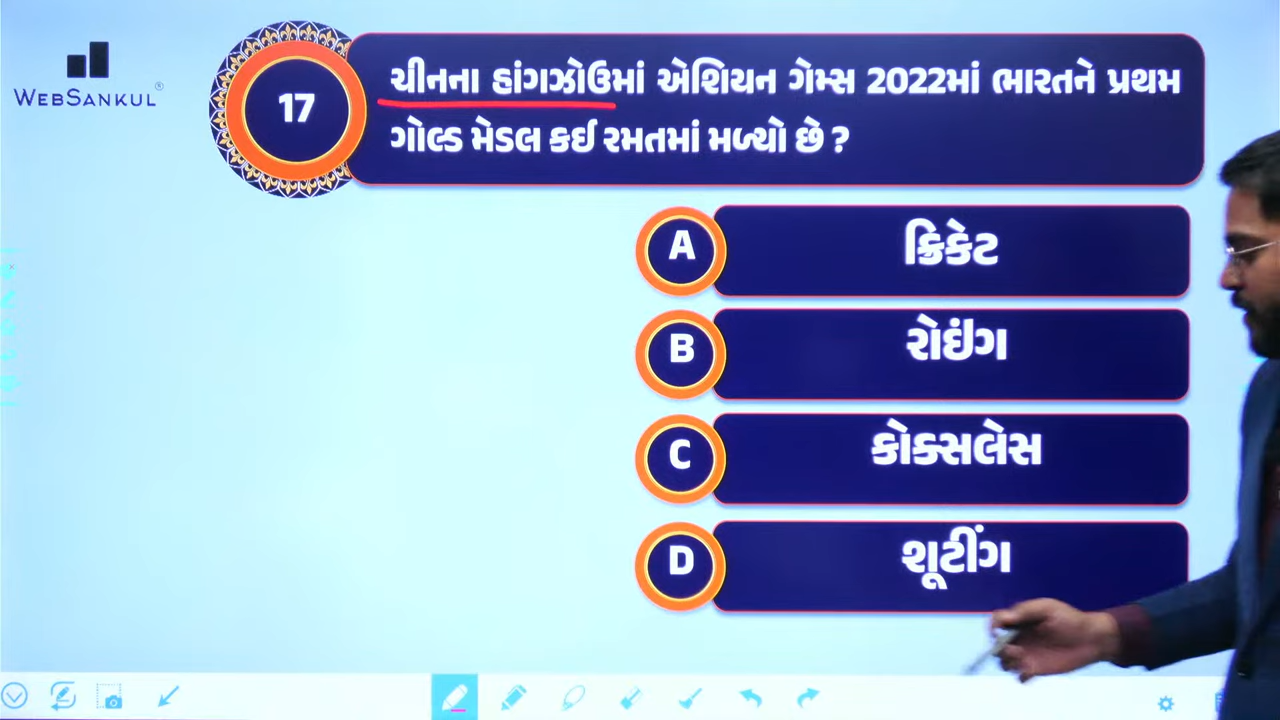 WEBSANKUL®
17
ચીનના હાંગઝોઉમાં એશિયન ગેમ્સ 2022માં ભારતને પ્રથમ
ગોલ્ડ મેડલ કઈ રમતમાં મળ્યો છે ?
A
ક્રિકેટ
B
રોઇંગ
C
કોક્સલેસ
D
શૂટીંગ